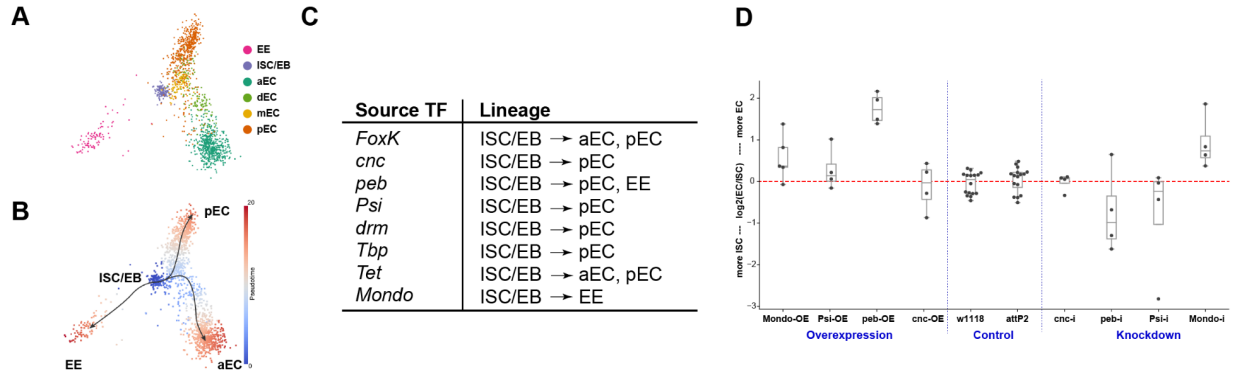 A
EE
ISC/EB
aEC
dEC
mEC
pEC
B
pEC
ISC/EB
EE
aEC
20
Pseudotime
0
C
Source TF Lineage
FoxK ISC/EB → aEC, pEC
cnc ISC/EB → pEC
peb ISC/EB → pEC, EE
Psi ISC/EB → pEC
drm ISC/EB → pEC
Tbp ISC/EB → pEC
Tet ISC/EB → aEC, pEC
Mondo ISC/EB → EE
D
more ISC --- log2(EC/ISC) ---- more EC
2
1
0
−1
−2
−3
Mondo-OE Psi-OE peb-OE cnc-OE w1118 attP2 cnc-i peb-i Psi-i Mondo-i
Overexpression Control Knockdown